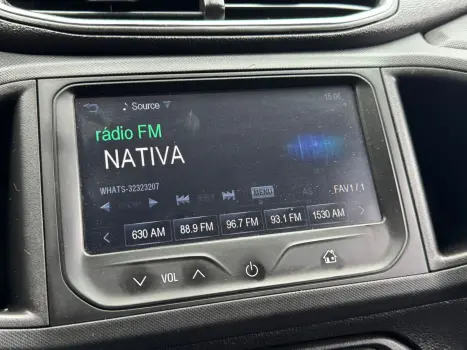 Source
15:06
rádio FM
NATIVA
WHATS-32323207
MENU
AS
FAV1/1
630 AM
88.9 FM
96.7 FM
93.1 FM
1530 AM
VOL